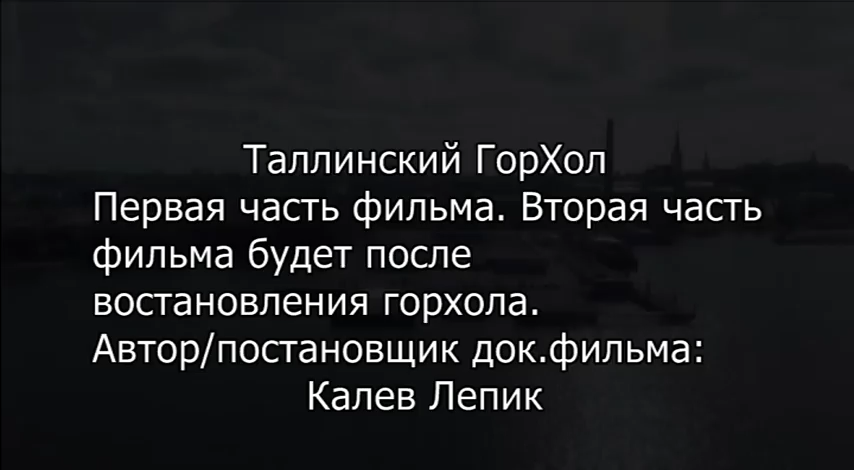 Таллинский ГорХол
Первая часть фильма. Вторая часть
фильма будет после
востановления горхола.
Автор/постановщик док.фильма:
Калев Лепик